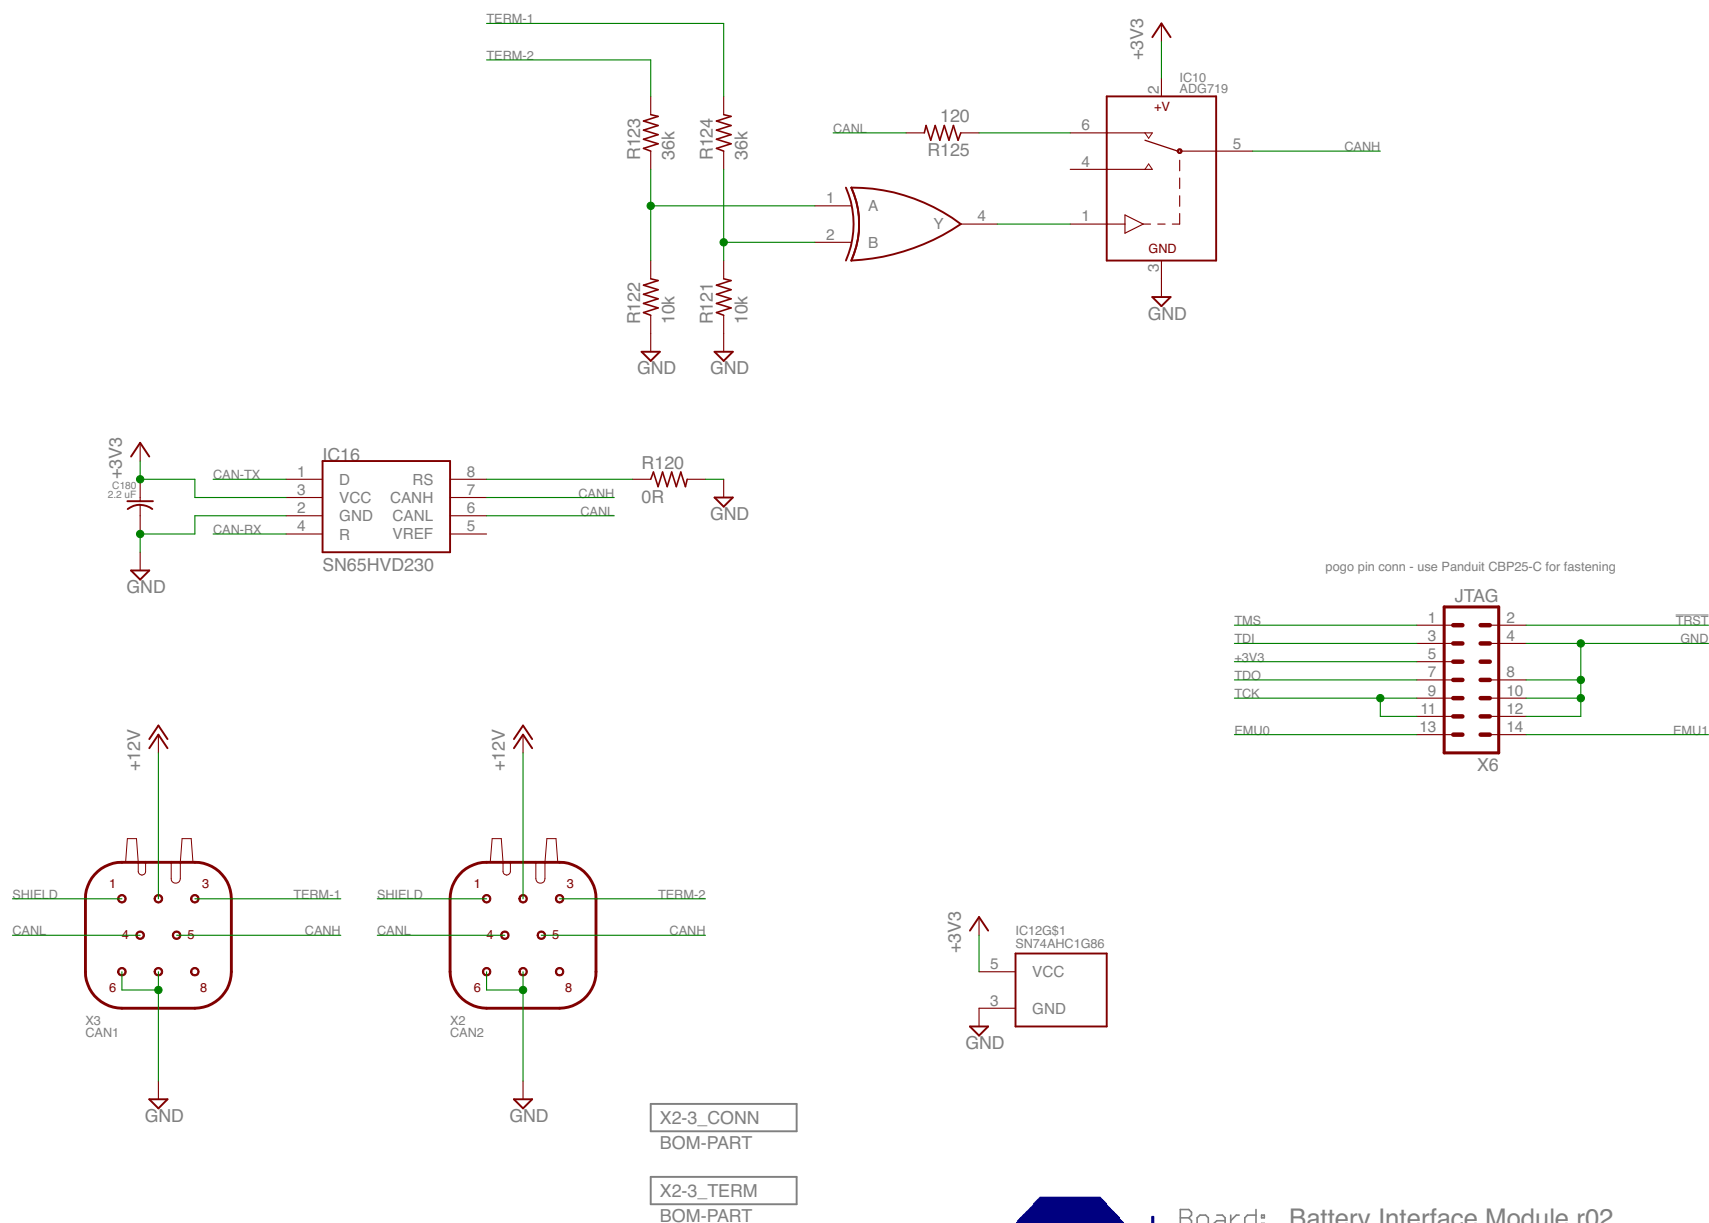 TERM-1
TERM-2
+3V3
IC10
ADG719
2
+V
R123
36k
R124
36k
CANL
120
R125
6
5
CANH
4
1
A
2
B
Y
4
1
GND
3
GND
R122
10k
R121
10k
GND
GND
+3V3
C180
2.2 uF
GND
IC16
CAN-TX
1
D
RS
8
3
VCC
CANH
7
CANH
2
GND
CANL
6
CANL
CAN-RX
4
R
VREF
5
SN65HVD230
R120
0R
GND
pogo pin conn - use Panduit CBP25-C for fastening
JTAG
TMS
1
2
TRST
TDI
3
4
GND
+3V3
5
TDO
7
8
TCK
9
10
11
12
EMU0
13
14
EMU1
X6
+12V
SHIELD
1
3
TERM-1
CANL
4
5
CANH
6
8
X3
CAN1
GND
+12V
SHIELD
1
3
TERM-2
CANL
4
5
CANH
6
8
X2
CAN2
GND
+3V3
IC12G$1
SN74AHC1G86
5
VCC
3
GND
GND
X2-3_CONN
BOM-PART
X2-3_TERM
BOM-PART
Board: Battery Interface Module r02